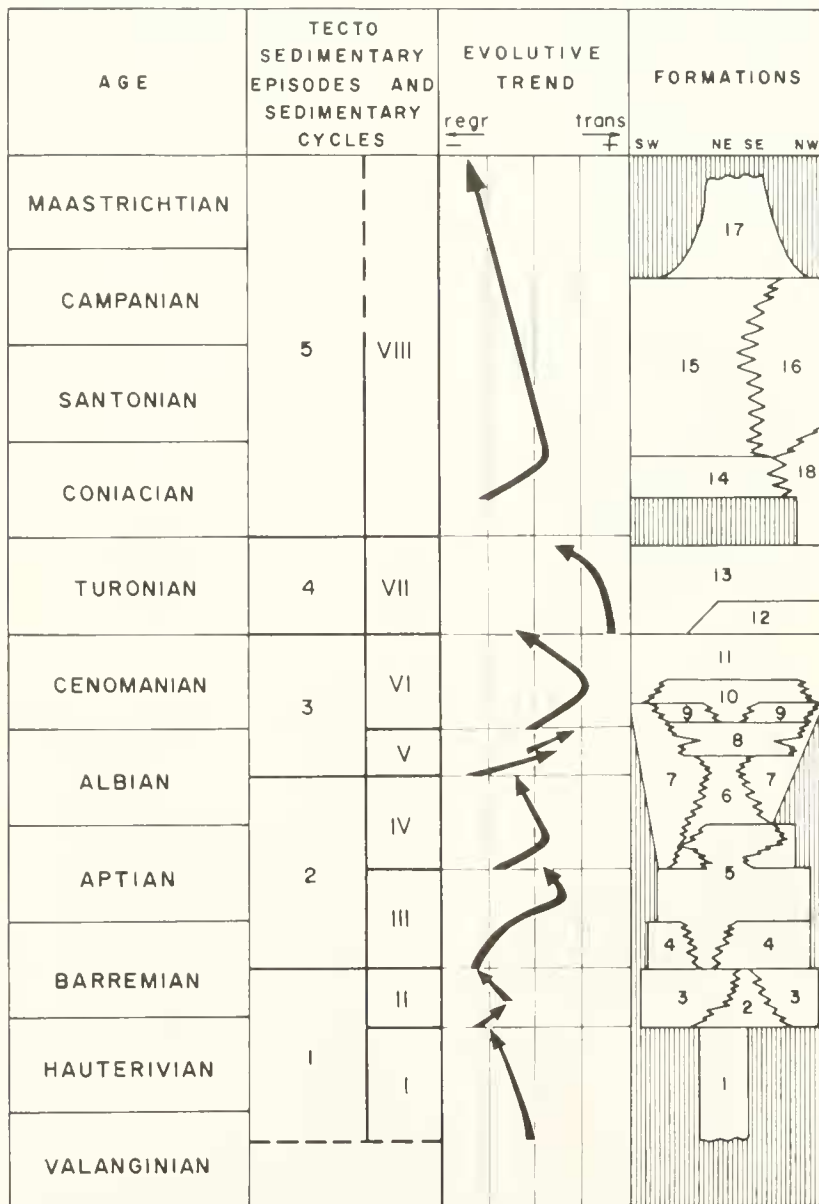 AGE
TECTO
SEDIMENTARY
EPISODES AND
SEDIMENTARY
CYCLES
EVOLUTIVE
TREND
regr
−
trans
+
FORMATIONS
SW NE SE NW
MAASTRICHTIAN
17
CAMPANIAN
5 VIII
15 16
SANTONIAN
14 18
CONIACIAN
TURONIAN
4 VII
13
12
CENOMANIAN
3 VI
11
10
9 9
V
8
ALBIAN
7 6 7
IV
APTIAN
2
5
III
4 4
BARREMIAN
II
3 2 3
HAUTERIVIAN
1 I
1
VALANGINIAN